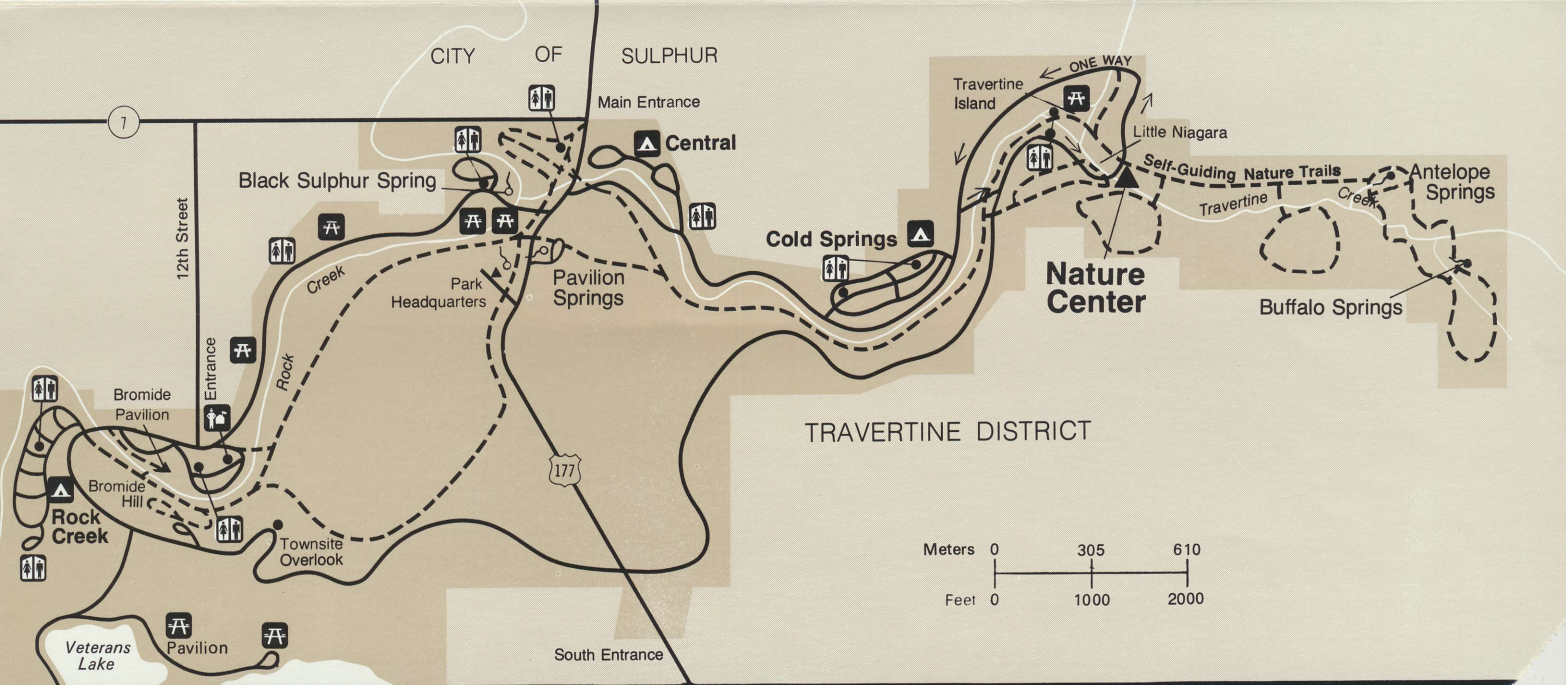 CITY OF SULPHUR
Main Entrance
7
Central
Black Sulphur Spring
12th Street
Creek
Rock
Park
Headquarters
Pavilion
Springs
Cold Springs
ONE WAY
Travertine
Island
Little Niagara
Self-Guiding Nature Trails
Travertine
Creek
Antelope
Springs
Nature
Center
Buffalo Springs
Entrance
Bromide
Pavilion
Bromide
Hill
Rock
Creek
Townsite
Overlook
177
TRAVERTINE DISTRICT
Meters 0 305 610
Feet 0 1000 2000
Veterans
Lake
Pavilion
South Entrance